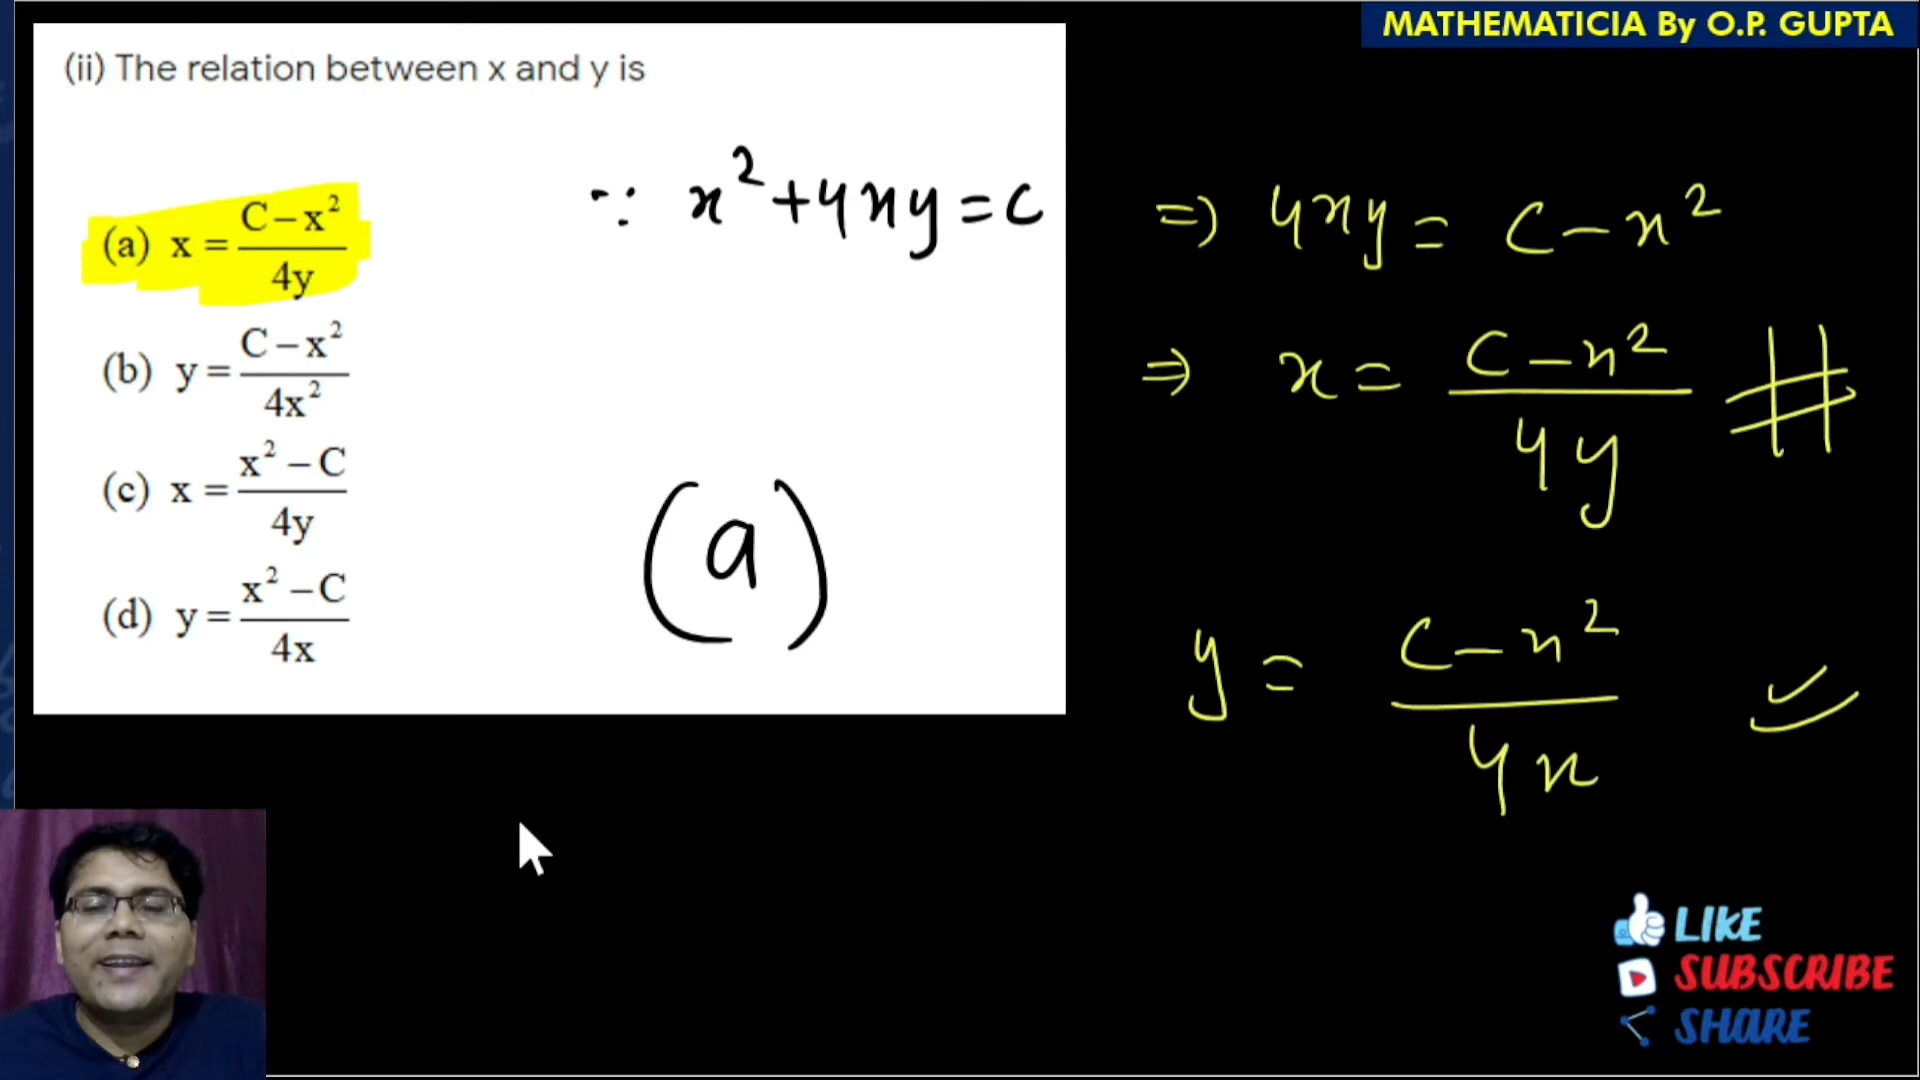 MATHEMATICIA By O.P. GUPTA
(ii) The relation between x and y is
(a) x = (C − x²)/(4y)
(b) y = (C − x²)/(4x²)
(c) x = (x² − C)/(4y)
(d) y = (x² − C)/(4x)
∵ x² + 4xy = C
(a)
⇒ 4xy = C − x²
⇒ x = (C − x²)/(4y)
y = (C − x²)/(4x)
LIKE
SUBSCRIBE
SHARE